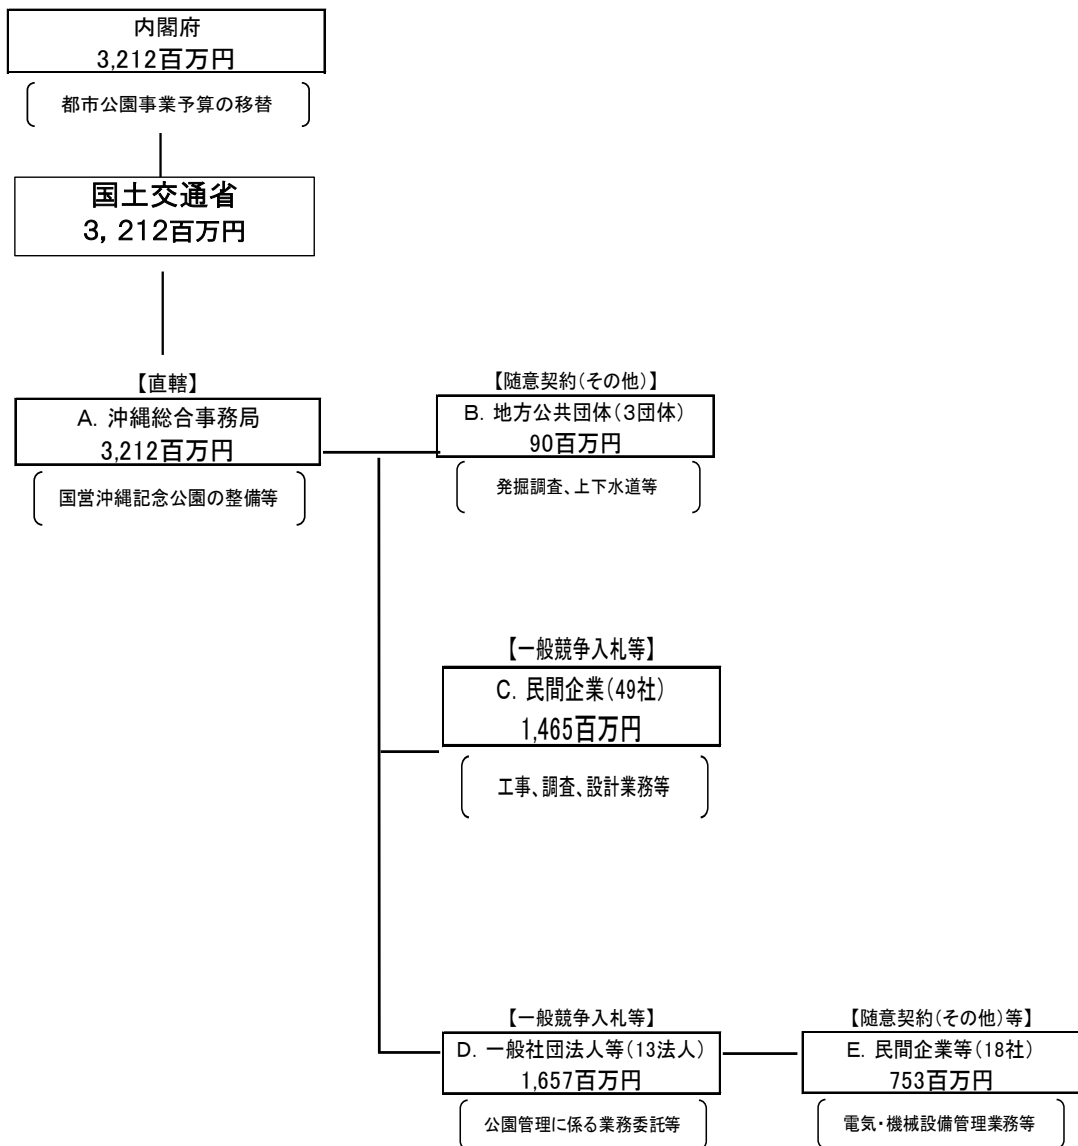 内閣府
3,212百万円
都市公園事業予算の移替
国土交通省
3，212百万円
【直轄】
A．沖縄総合事務局
3,212百万円
国営沖縄記念公園の整備等
【随意契約（その他）】
B．地方公共団体（3団体）
90百万円
発掘調査、上下水道等
【一般競争入札等】
C．民間企業（49社）
1,465百万円
工事、調査、設計業務等
【一般競争入札等】
D．一般社団法人等（13法人）
1,657百万円
公園管理に係る業務委託等
【随意契約（その他）等】
E．民間企業等（18社）
753百万円
電気・機械設備管理業務等